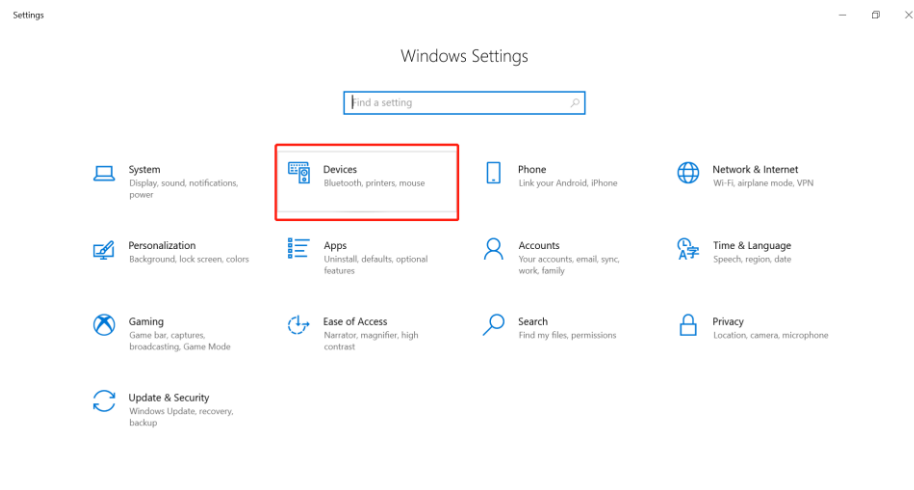 Settings
Windows Settings
Find a setting
System
Display, sound, notifications,
power
Devices
Bluetooth, printers, mouse
Phone
Link your Android, iPhone
Network & Internet
Wi-Fi, airplane mode, VPN
Personalization
Background, lock screen, colors
Apps
Uninstall, defaults, optional
features
Accounts
Your accounts, email, sync,
work, family
Time & Language
Speech, region, date
Gaming
Game bar, captures,
broadcasting, Game Mode
Ease of Access
Narrator, magnifier, high
contrast
Search
Find my files, permissions
Privacy
Location, camera, microphone
Update & Security
Windows Update, recovery,
backup